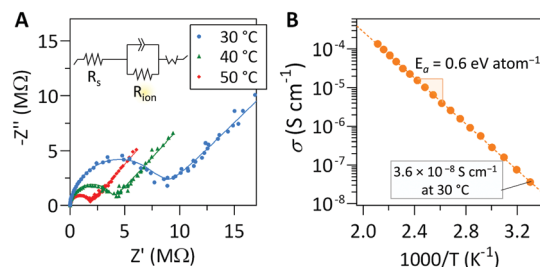 A
-Z'' (MΩ)
15
10
5
0
0
5
10
15
Z' (MΩ)
R_s
R_ion
30 °C
40 °C
50 °C
B
σ (S cm⁻¹)
10⁻⁴
10⁻⁵
10⁻⁶
10⁻⁷
10⁻⁸
E_a = 0.6 eV atom⁻¹
3.6 × 10⁻⁸ S cm⁻¹
at 30 °C
2.0
2.4
2.8
3.2
1000/T (K⁻¹)